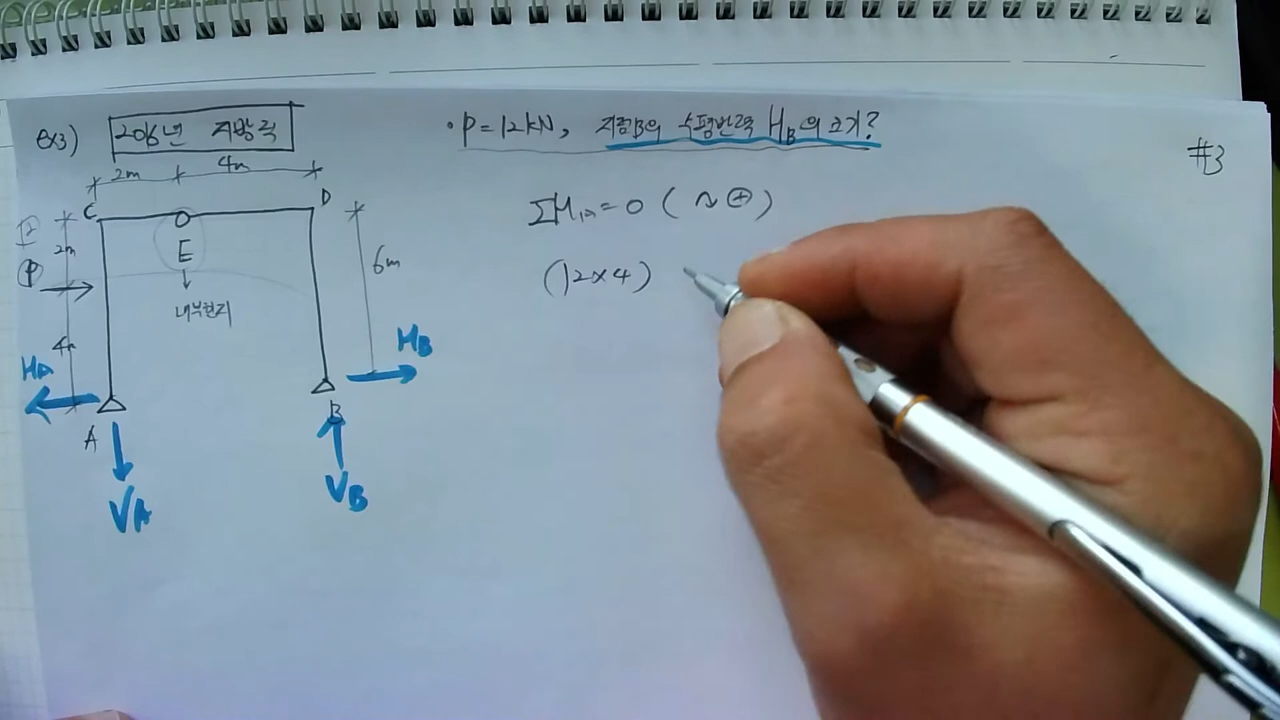 ex3) 2016년 지방직
• P=12kN, 지점B의 수평반력 HB의 크기?
#3
2m 4m
C D
12
2m
P
E
내부힌지
4m
6m
HA
HB
A
B
VA
VB
(12×4)